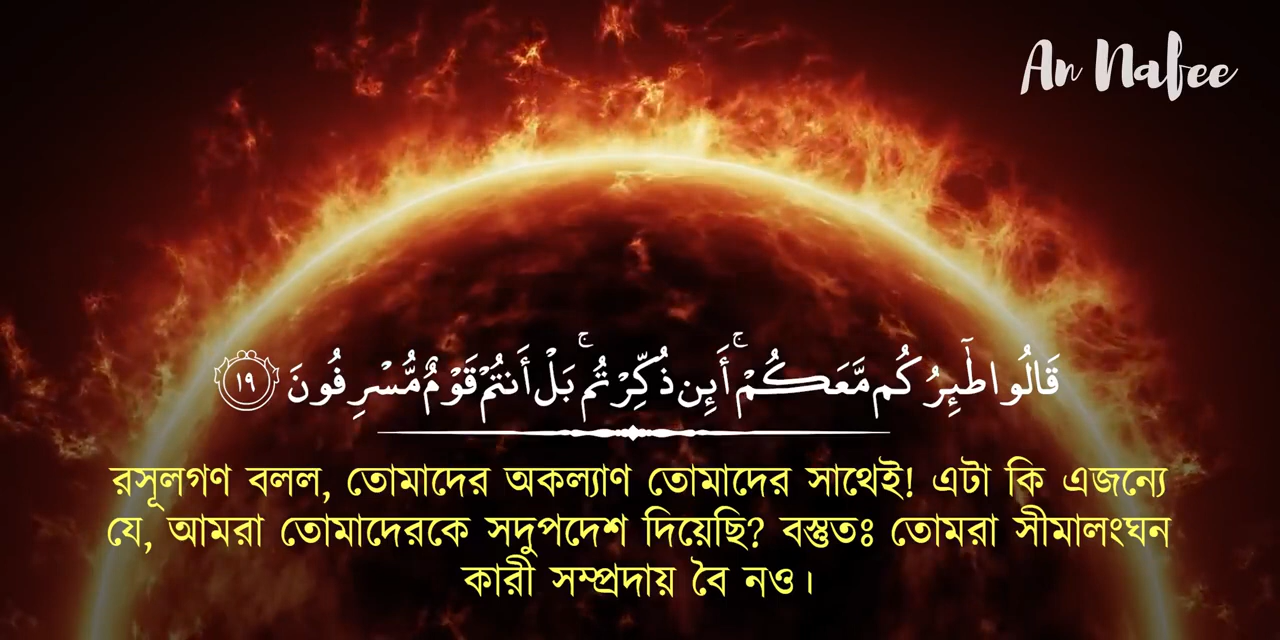 An Nafee
قَالُوا طَٰٓئِرُكُم مَّعَكُمْ ۚ أَئِن ذُكِّرْتُم ۚ بَلْ أَنتُمْ قَوْمٌ مُّسْرِفُونَ ١٩
রসূলগণ বলল, তোমাদের অকল্যাণ তোমাদের সাথেই! এটা কি এজন্যে
যে, আমরা তোমাদেরকে সদুপদেশ দিয়েছি? বস্তুতঃ তোমরা সীমালংঘন
কারী সম্প্রদায় বৈ নও।